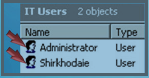 IT Users 2 objects
Name Type
Administrator User
Shirkhodaie User